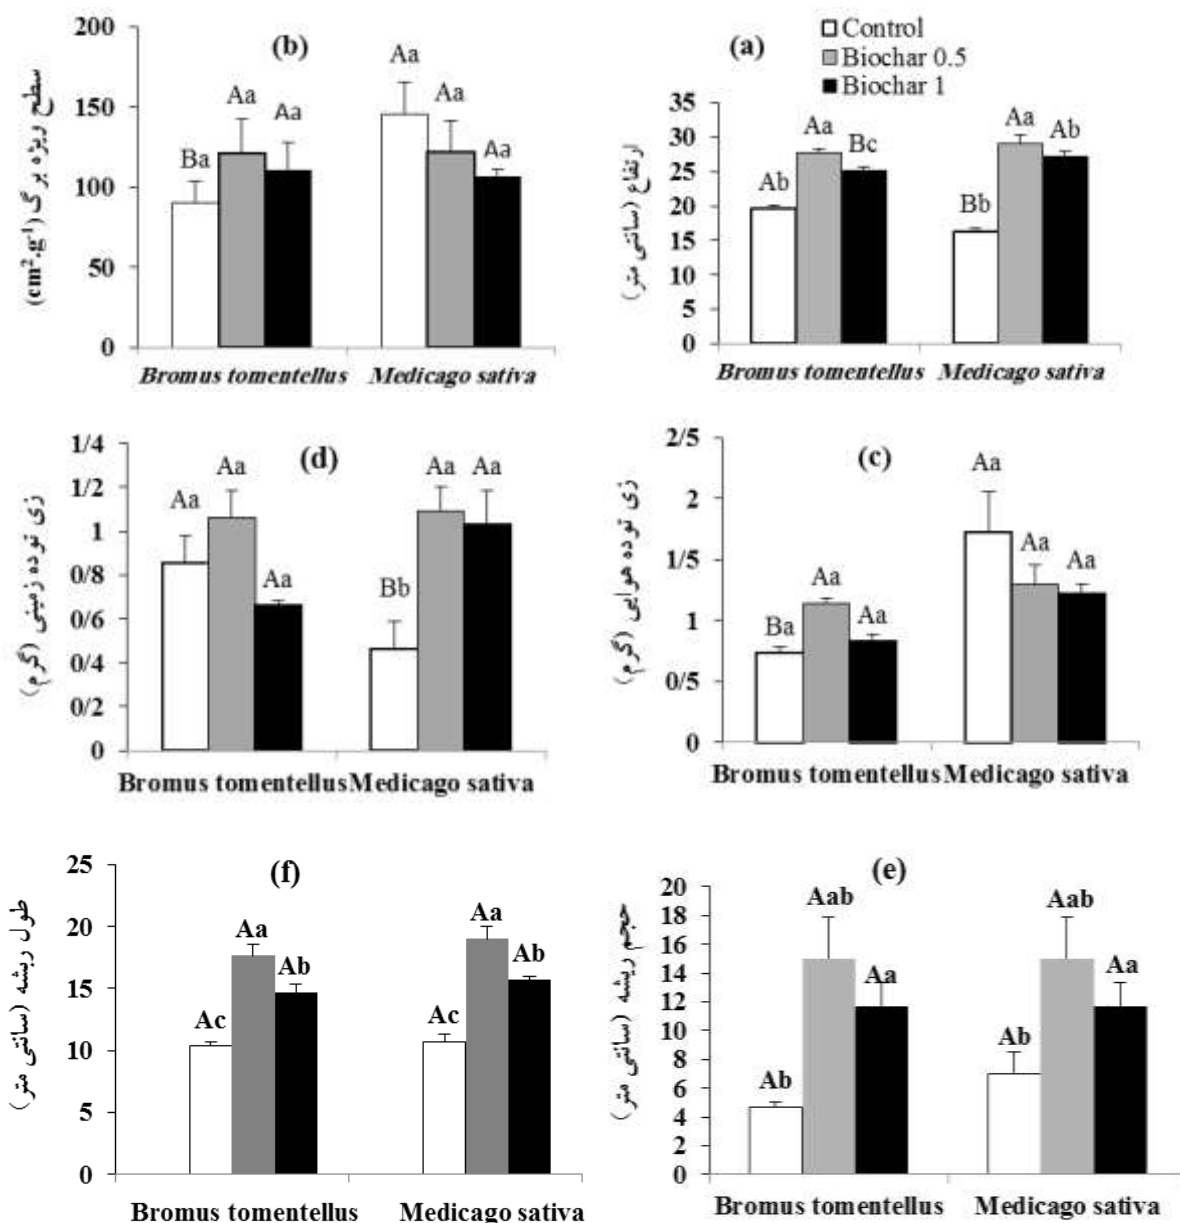 Control
Biochar 0.5
Biochar 1
(b)
سطح ویژه برگ (cm².g⁻¹)
200
150
100
50
0
Ba
Aa
Aa
Aa
Aa
Aa
Bromus tomentellus
Medicago sativa
(a)
ارتفاع (سانتی متر)
35
30
25
20
15
10
5
0
Ab
Aa
Bc
Bb
Aa
Ab
Bromus tomentellus
Medicago sativa
(d)
زی توده زمینی (گرم)
1/4
1/2
1
0/8
0/6
0/4
0/2
0
Aa
Aa
Aa
Bb
Aa
Aa
Bromus tomentellus
Medicago sativa
(c)
زی توده هوایی (گرم)
2/5
2
1/5
1
0/5
0
Ba
Aa
Aa
Aa
Aa
Aa
Bromus tomentellus
Medicago sativa
(f)
طول ریشه (سانتی متر)
25
20
15
10
5
0
Ac
Aa
Ab
Ac
Aa
Ab
Bromus tomentellus
Medicago sativa
(e)
حجم ریشه (سانتی متر)
20
18
16
14
12
10
8
6
4
2
0
Ab
Aab
Aa
Ab
Aab
Aa
Bromus tomentellus
Medicago sativa